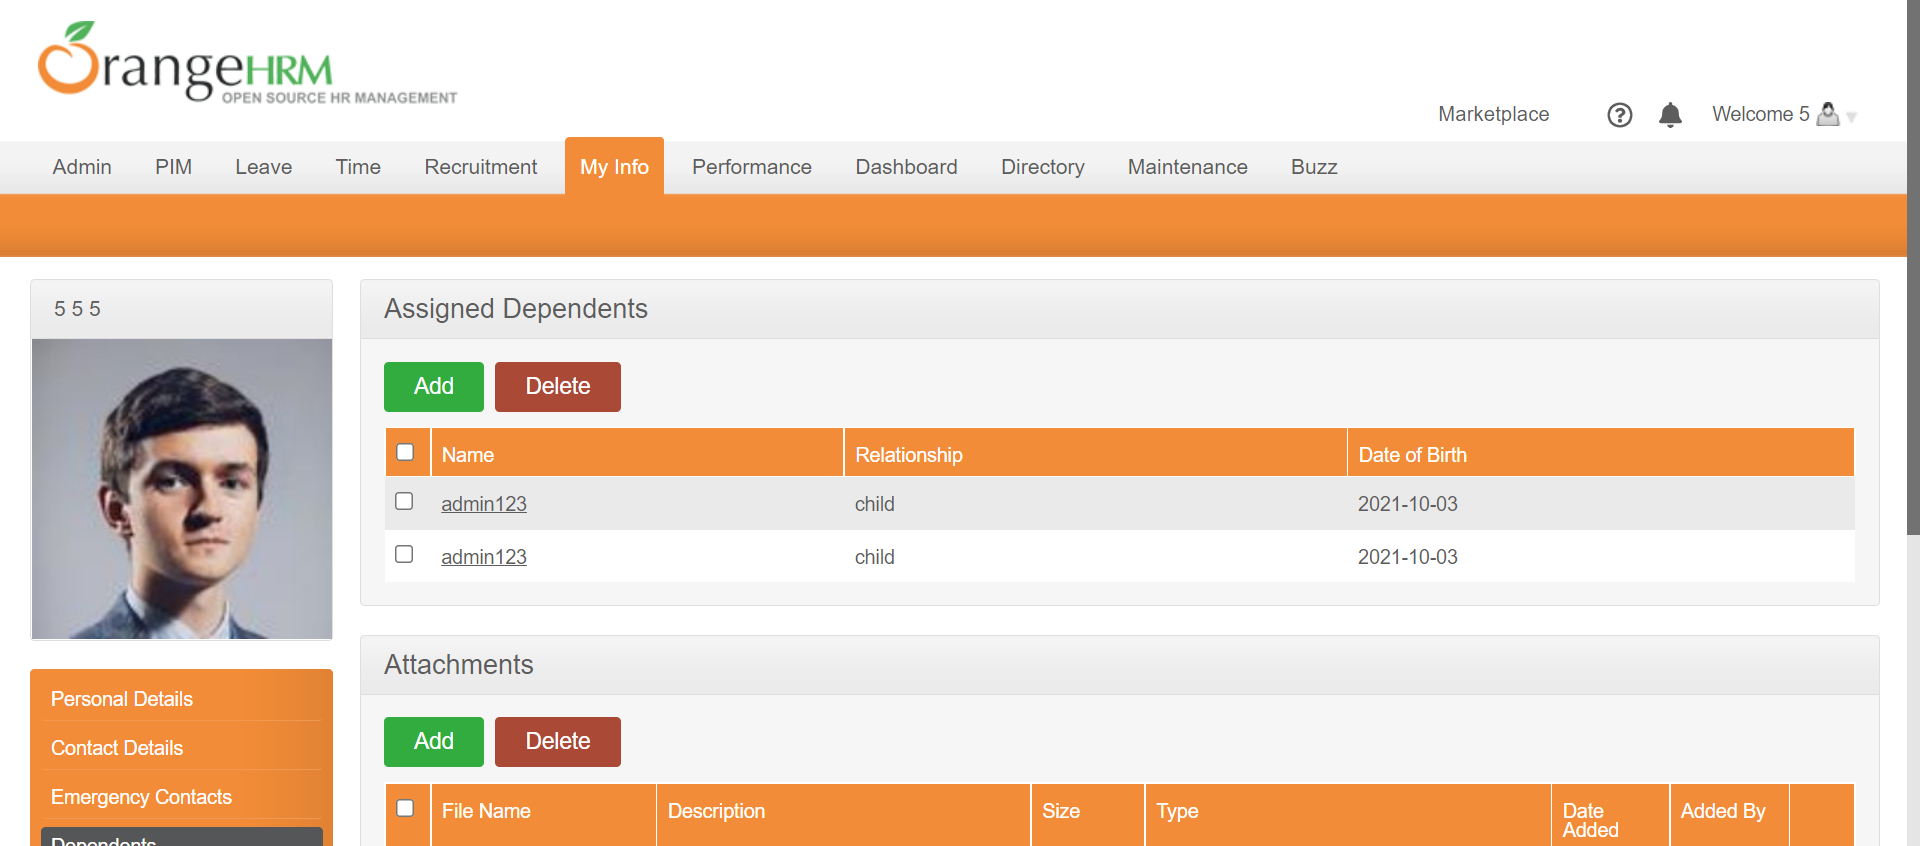 OrangeHRM
OPEN SOURCE HR MANAGEMENT
Marketplace
?
Welcome 5
Admin PIM Leave Time Recruitment My Info Performance Dashboard Directory Maintenance Buzz
5 5 5
Assigned Dependents
Add Delete
Name Relationship Date of Birth
admin123 child 2021-10-03
admin123 child 2021-10-03
Personal Details
Contact Details
Emergency Contacts
Dependents
Attachments
Add Delete
File Name Description Size Type Date Added Added By